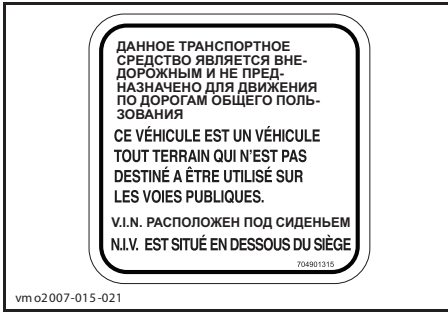 ДАННОЕ ТРАНСПОРТНОЕ
СРЕДСТВО ЯВЛЯЕТСЯ ВНЕ-
ДОРОЖНЫМ И НЕ ПРЕД-
НАЗНАЧЕНО ДЛЯ ДВИЖЕНИЯ
ПО ДОРОГАМ ОБЩЕГО ПОЛЬ-
ЗОВАНИЯ
CE VÉHICULE EST UN VÉHICULE
TOUT TERRAIN QUI N'EST PAS
DESTINÉ A ÊTRE UTILISÉ SUR
LES VOIES PUBLIQUES.
V.I.N. РАСПОЛОЖЕН ПОД СИДЕНЬЕМ
N.I.V. EST SITUÉ EN DESSOUS DU SIÈGE
704901315
vmo2007-015-021